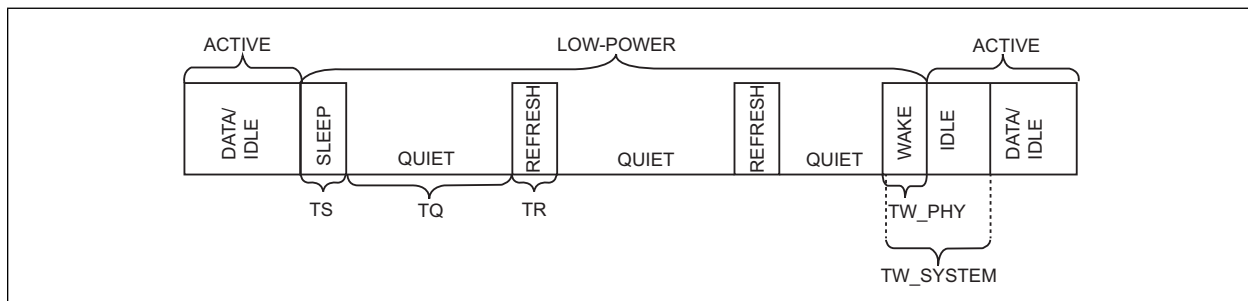 ACTIVE
LOW-POWER
ACTIVE
DATA/
IDLE
SLEEP
QUIET
REFRESH
QUIET
REFRESH
QUIET
WAKE
IDLE
DATA/
IDLE
TS
TQ
TR
TW_PHY
TW_SYSTEM